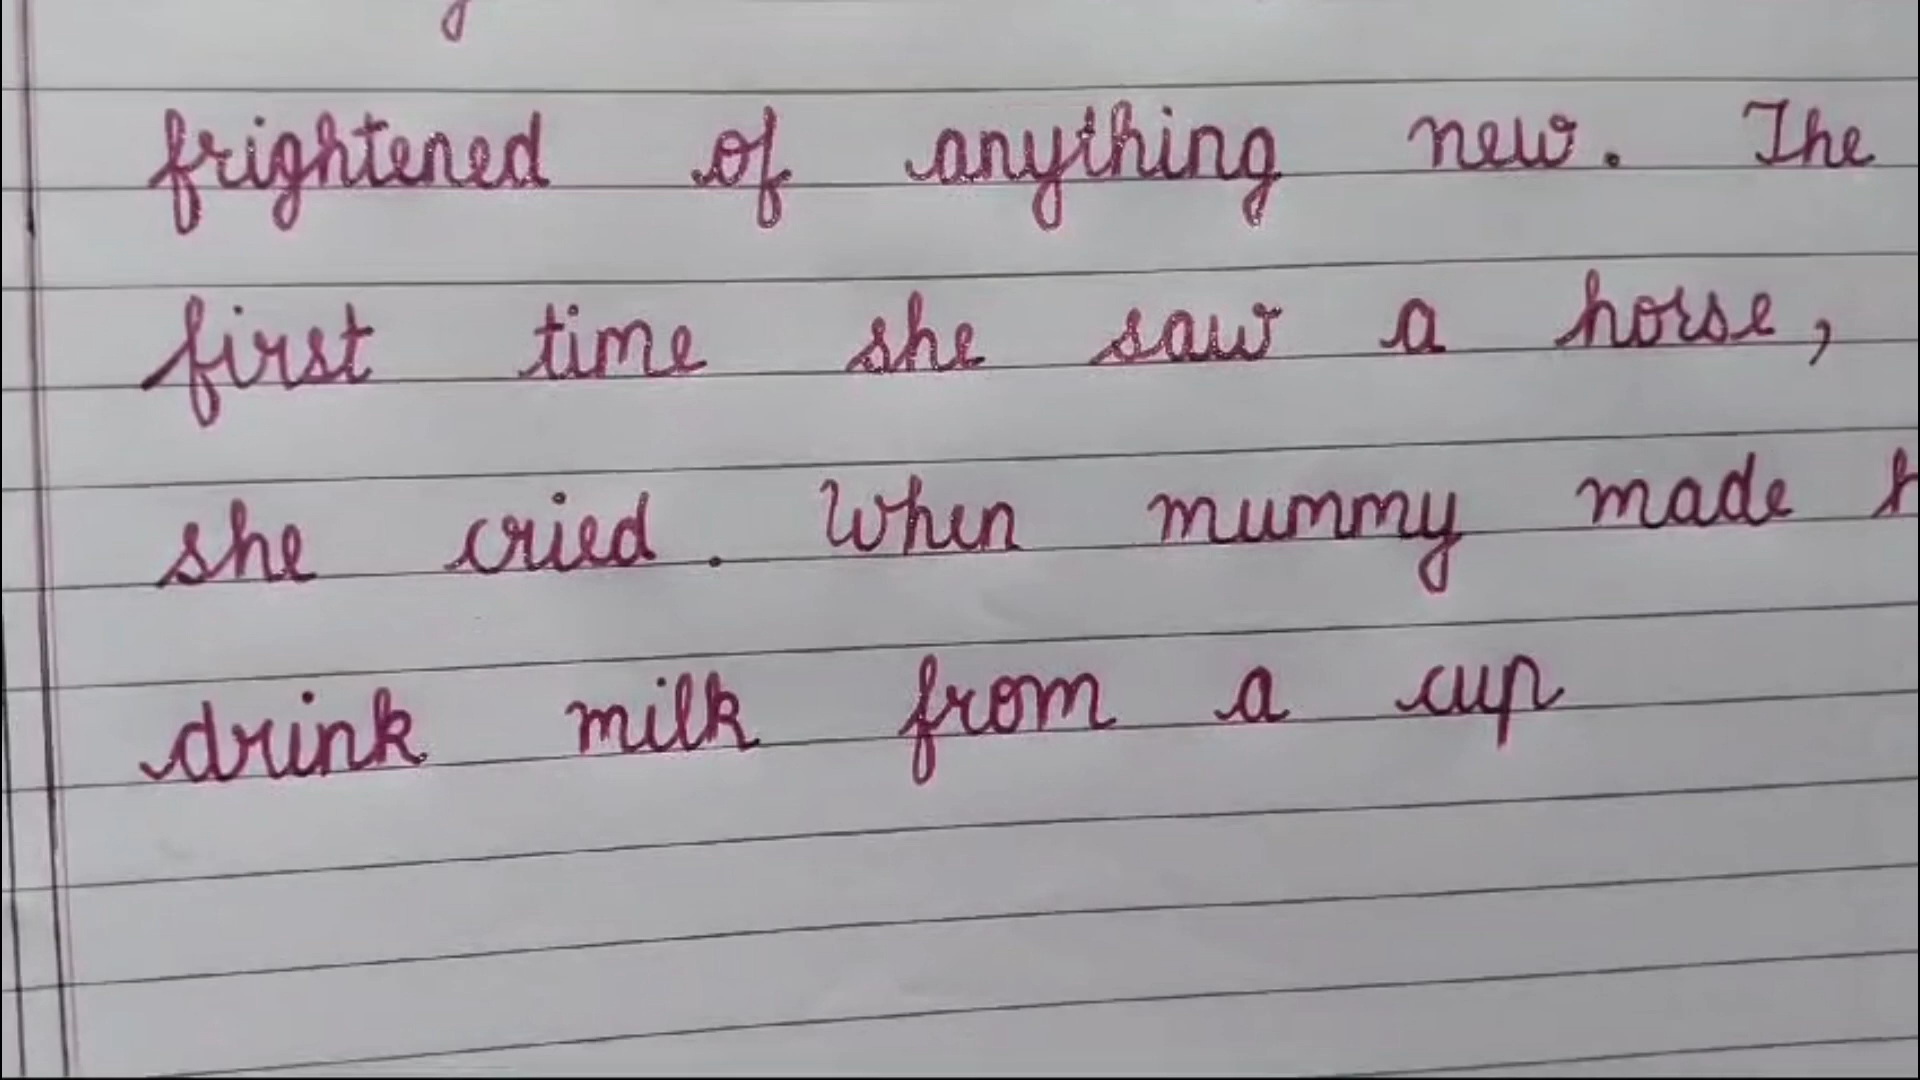 frightened of anything new. The
first time she saw a horse,
she cried. When mummy made
drink milk from a cup